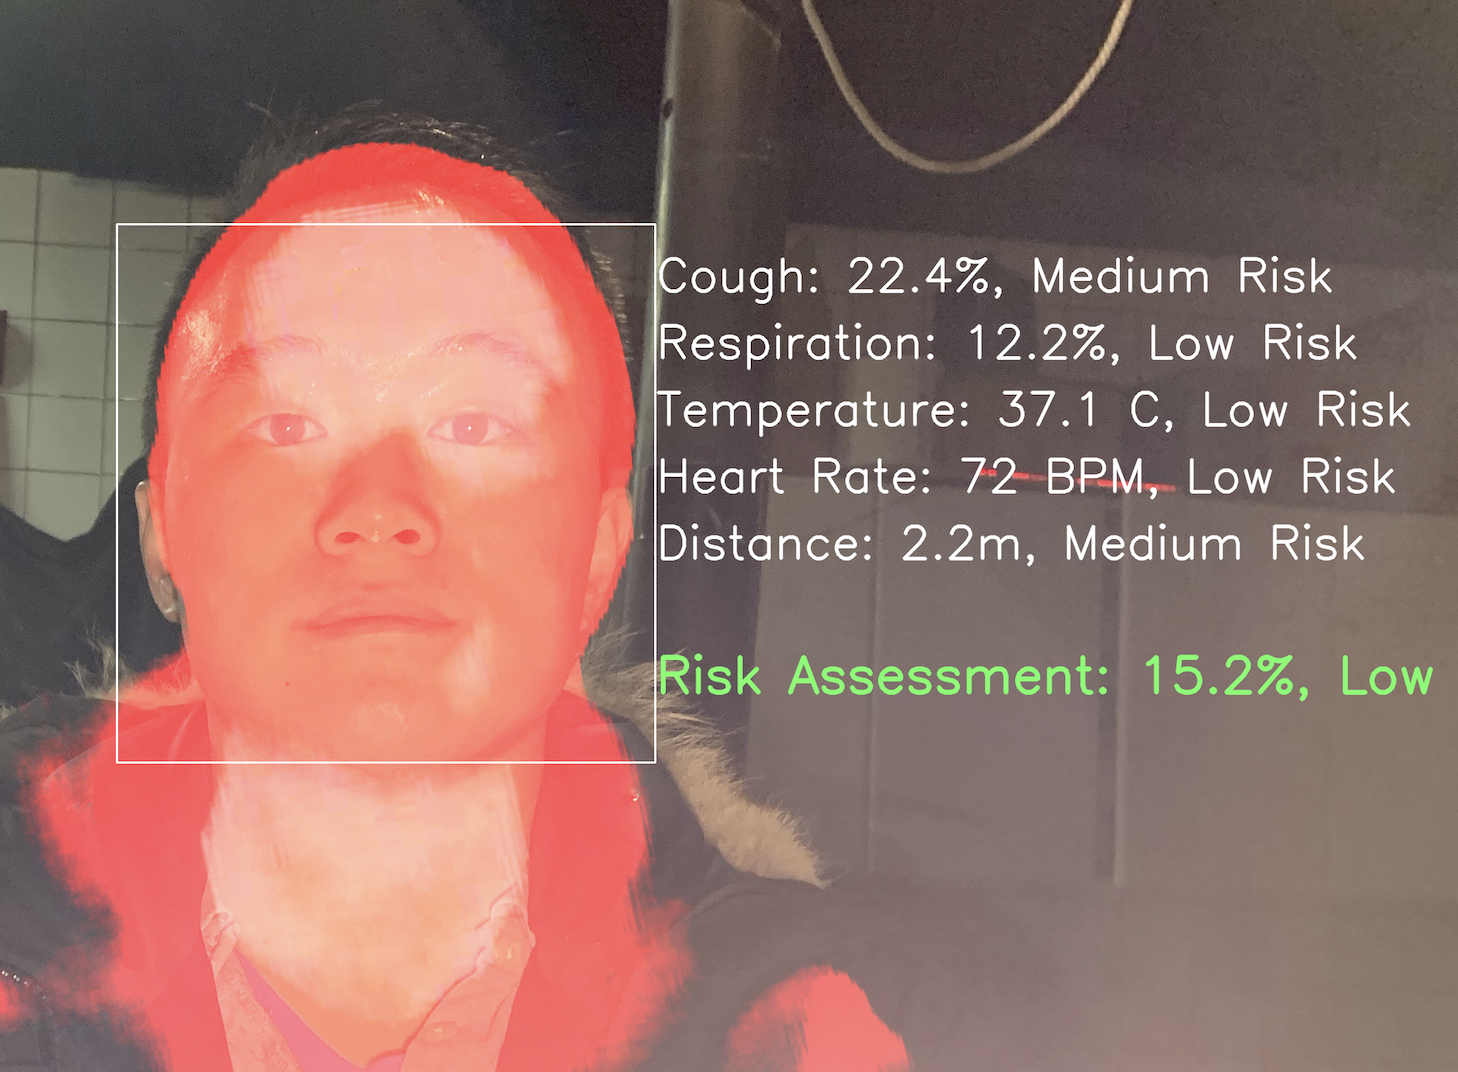 Cough: 22.4%, Medium Risk
Respiration: 12.2%, Low Risk
Temperature: 37.1 C, Low Risk
Heart Rate: 72 BPM, Low Risk
Distance: 2.2m, Medium Risk
Risk Assessment: 15.2%, Low